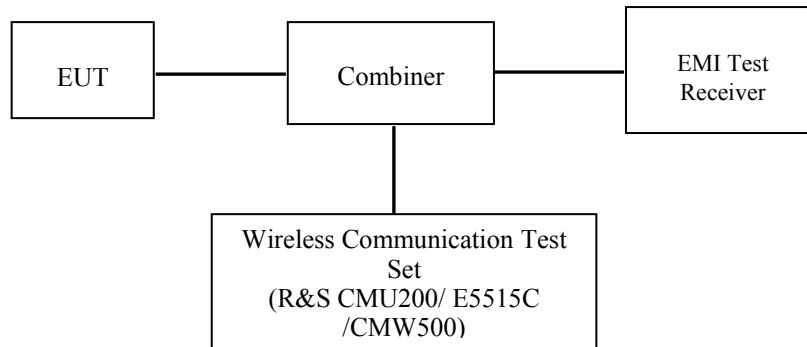 EUT
Combiner
EMI Test
Receiver
Wireless Communication Test
Set
(R&S CMU200/ E5515C
/CMW500)